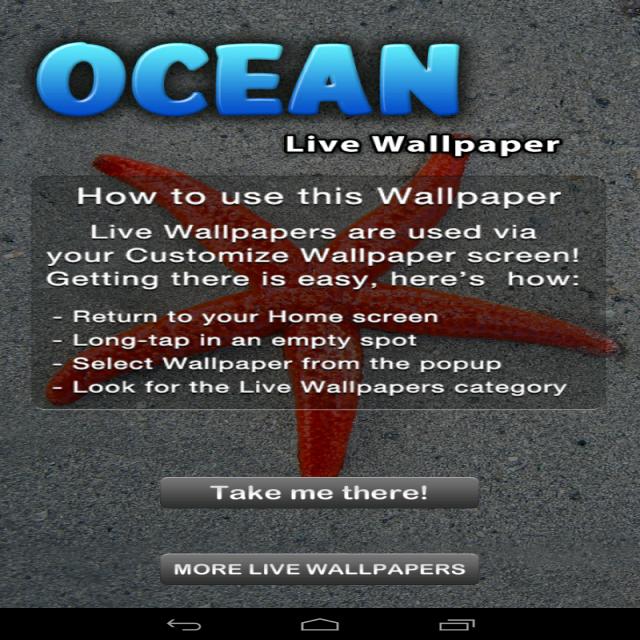 OCEAN
Live Wallpaper
How to use this Wallpaper
Live Wallpapers are used via
your Customize Wallpaper screen!
Getting there is easy, here's how:
- Return to your Home screen
- Long-tap in an empty spot
- Select Wallpaper from the popup
- Look for the Live Wallpapers category
Take me there!
MORE LIVE WALLPAPERS